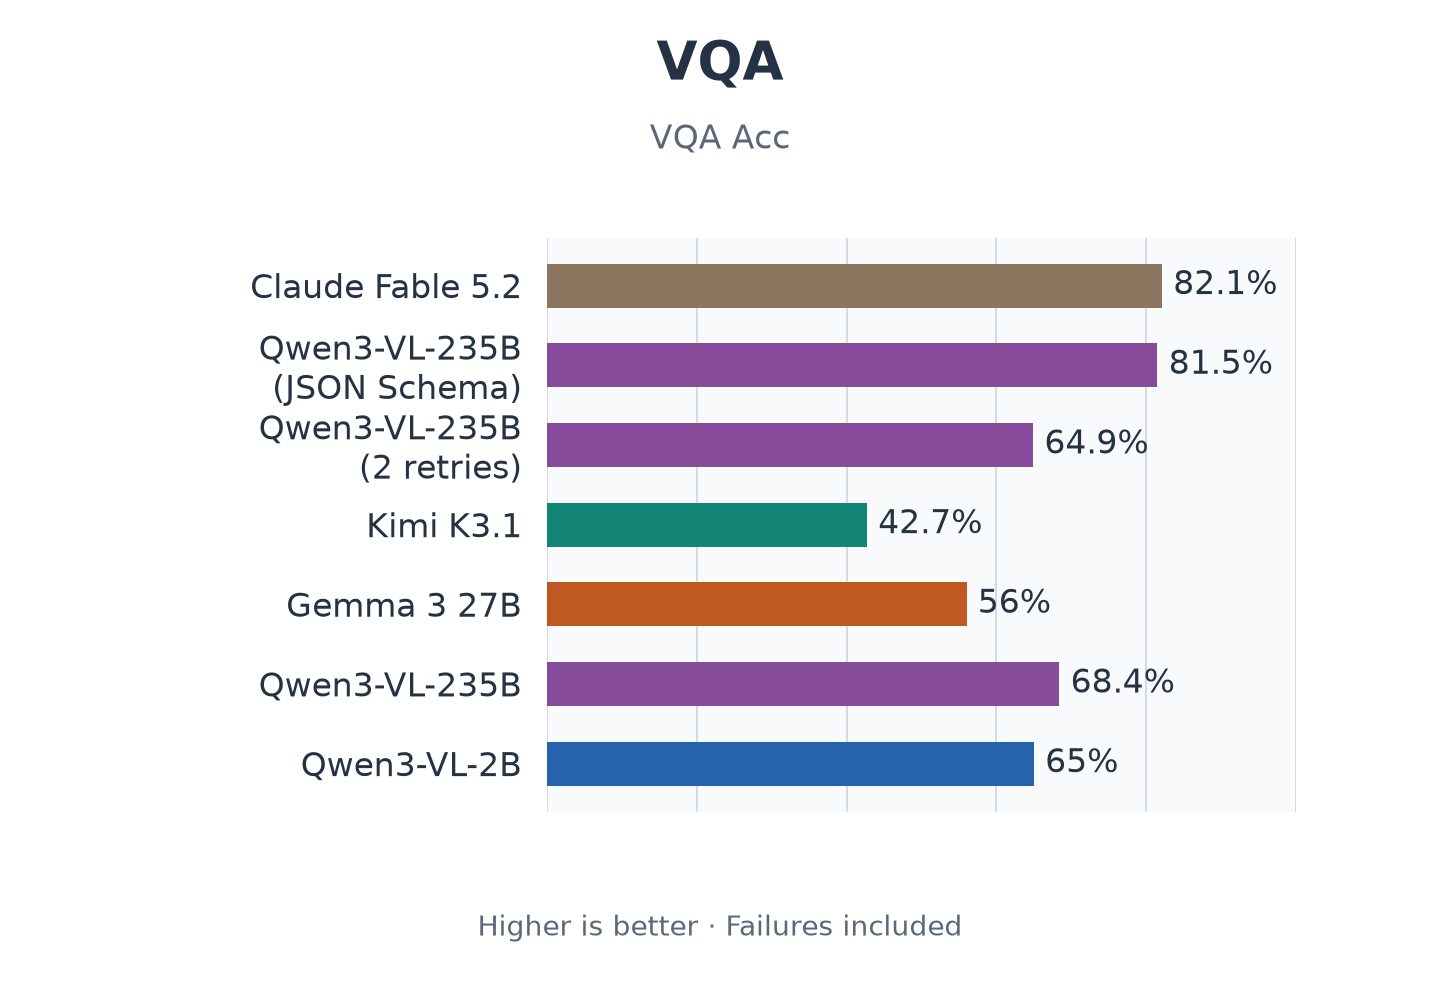 VQA
VQA Acc
Claude Fable 5.2
82.1%
Qwen3-VL-235B
(JSON Schema)
81.5%
Qwen3-VL-235B
(2 retries)
64.9%
Kimi K3.1
42.7%
Gemma 3 27B
56%
Qwen3-VL-235B
68.4%
Qwen3-VL-2B
65%
Higher is better · Failures included